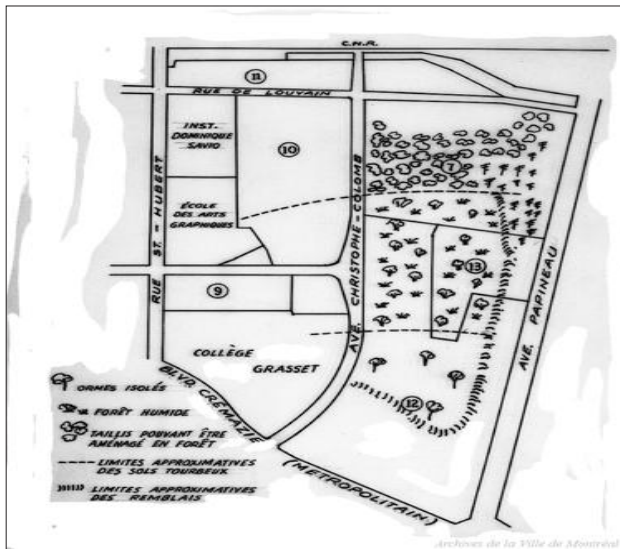 C.N.R.
11
RUE DE LOUVAIN
INST.
DOMINIQUE
SAVIO
10
7
RUE ST.-HUBERT
ÉCOLE
DES ARTS
GRAPHIQUES
AVE. CHRISTOPHE-COLOMB
13
AVE. PAPINEAU
9
COLLÈGE
GRASSET
BLVD. CRÉMAZIE
12
(METROPOLITAIN)
ORMES ISOLÉS
FORÊT HUMIDE
TAILLIS POUVANT ÊTRE
AMÉNAGÉ EN FORÊT
LIMITES APPROXIMATIVES
DES SOLS TOURBEUX
LIMITES APPROXIMATIVES
DES REMBLAIS
Archives de la Ville de Montréal